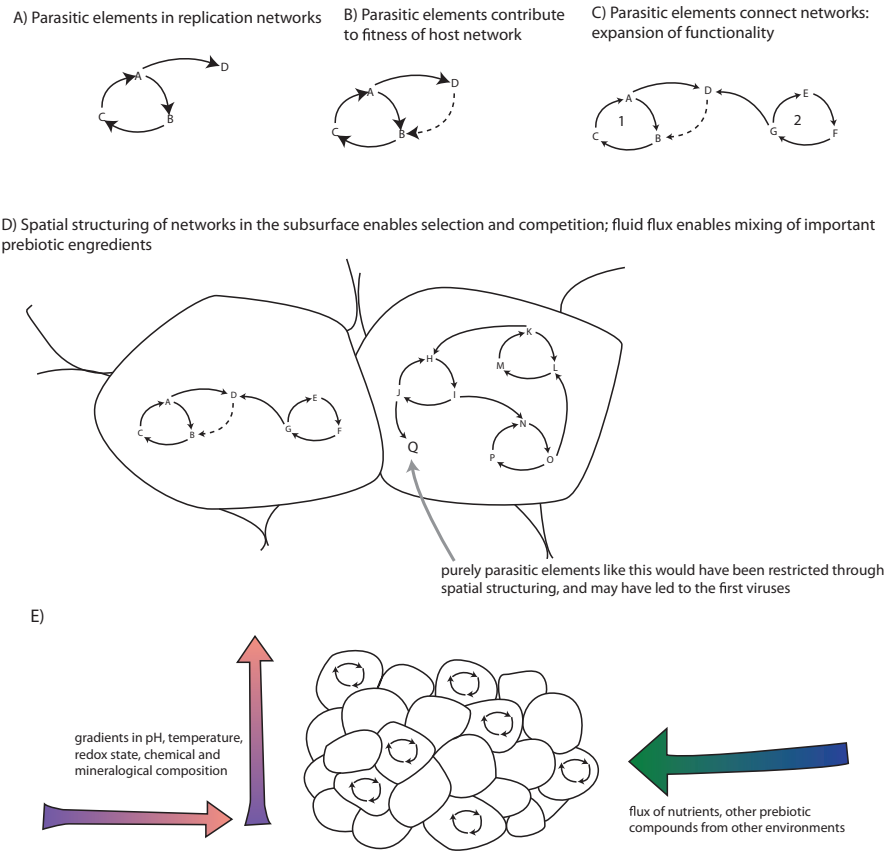 A) Parasitic elements in replication networks
B) Parasitic elements contribute
to fitness of host network
C) Parasitic elements connect networks:
expansion of functionality
A
D
C
B
A
D
C
B
A
D
1
C
B
E
2
G
F
D) Spatial structuring of networks in the subsurface enables selection and competition; fluid flux enables mixing of important
prebiotic engredients
A
D
C
B
E
G
F
K
H
M
L
J
I
N
Q
P
O
purely parasitic elements like this would have been restricted through
spatial structuring, and may have led to the first viruses
E)
gradients in pH, temperature,
redox state, chemical and
mineralogical composition
flux of nutrients, other prebiotic
compounds from other environments